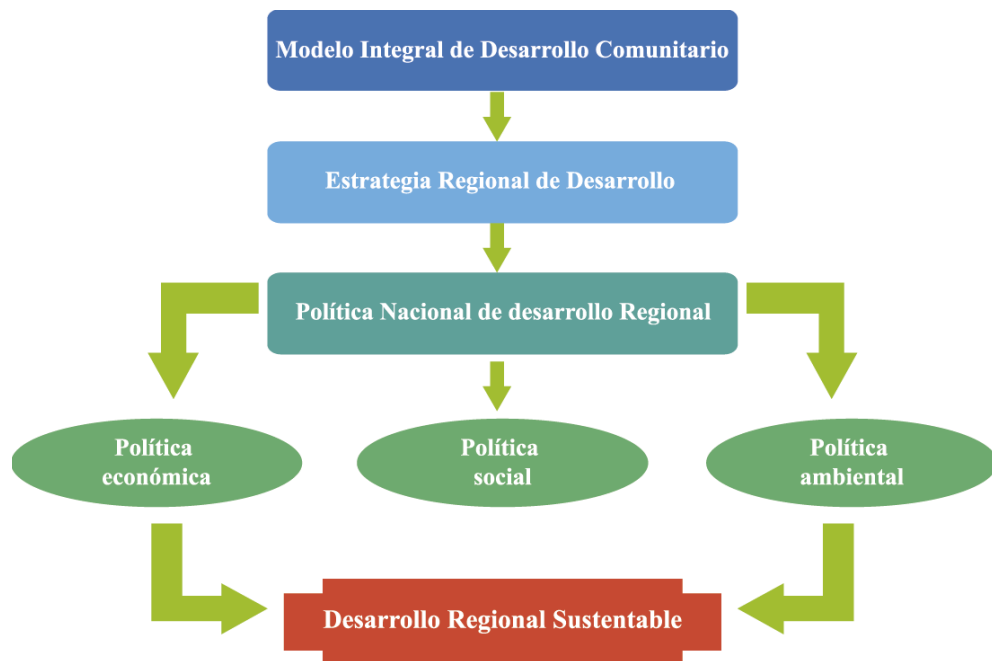 Modelo Integral de Desarrollo Comunitario
Estrategia Regional de Desarrollo
Política Nacional de desarrollo Regional
Política
económica
Política
social
Política
ambiental
Desarrollo Regional Sustentable